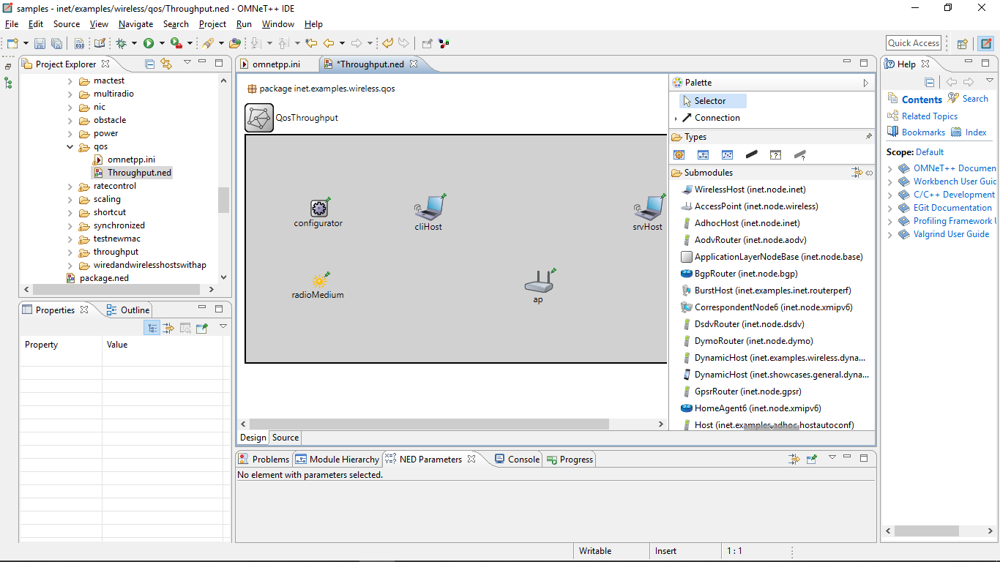 samples - inet/examples/wireless/qos/Throughput.ned - OMNeT++ IDE
File Edit Source View Navigate Search Project Run Window Help
Quick Access
Project Explorer
mactest
multiradio
nic
obstacle
power
qos
omnetpp.ini
Throughput.ned
ratecontrol
scaling
shortcut
synchronized
testnewmac
throughput
wiredandwirelesshostswithap
package.ned
Properties
Outline
Property Value
omnetpp.ini
*Throughput.ned
package inet.examples.wireless.qos
QosThroughput
configurator
cliHost
srvHost
radioMedium
ap
Palette
Selector
Connection
Types
Submodules
WirelessHost (inet.node.inet)
AccessPoint (inet.node.wireless)
AdhocHost (inet.node.inet)
AodvRouter (inet.node.aodv)
ApplicationLayerNodeBase (inet.node.base)
BgpRouter (inet.node.bgp)
BurstHost (inet.examples.inet.routerperf)
CorrespondentNode6 (inet.node.xmipv6)
DsdvRouter (inet.node.dsdv)
DymoRouter (inet.node.dymo)
DynamicHost (inet.examples.wireless.dyna...
DynamicHost (inet.showcases.general.dyna...
GpsrRouter (inet.node.gpsr)
HomeAgent6 (inet.node.xmipv6)
Host (inet.examples.adhoc.hostautoconf)
Design Source
Problems Module Hierarchy NED Parameters Console Progress
No element with parameters selected.
Help
Contents Search
Related Topics
Bookmarks Index
Scope: Default
OMNeT++ Documen
Workbench User Guid
C/C++ Development
EGit Documentation
Profiling Framework U
Valgrind User Guide
Writable Insert 1 : 1